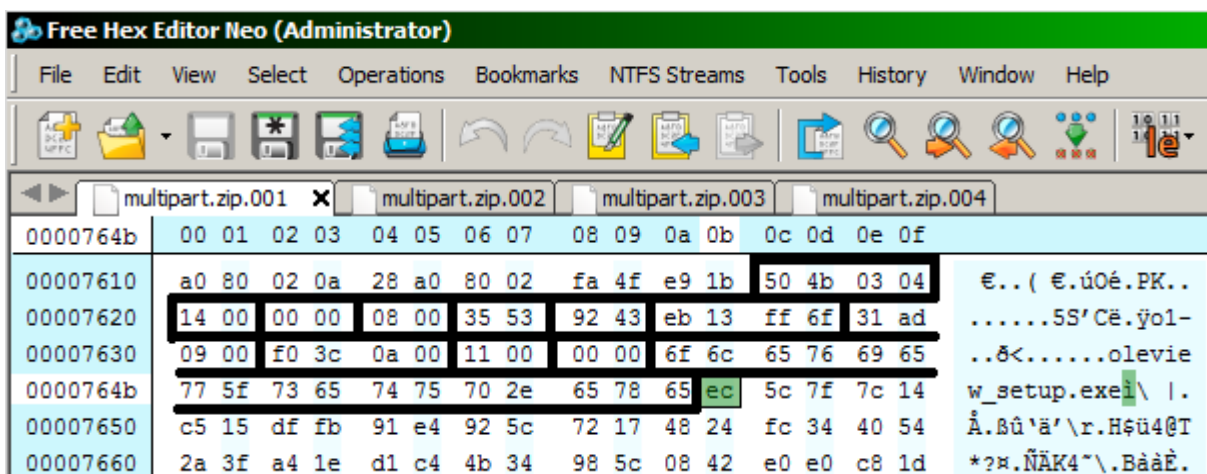 Free Hex Editor Neo (Administrator)
File Edit View Select Operations Bookmarks NTFS Streams Tools History Window Help
multipart.zip.001 X multipart.zip.002 multipart.zip.003 multipart.zip.004
0000764b 00 01 02 03 04 05 06 07 08 09 0a 0b 0c 0d 0e 0f
00007610 a0 80 02 0a 28 a0 80 02 fa 4f e9 1b 50 4b 03 04 €..( €.úOé.PK..
00007620 14 00 00 00 08 00 35 53 92 43 eb 13 ff 6f 31 ad ......5S’Cë.ÿo1-
00007630 09 00 f0 3c 0a 00 11 00 00 00 6f 6c 65 76 69 65 ..ð<......olevie
0000764b 77 5f 73 65 74 75 70 2e 65 78 65 ec 5c 7f 7c 14 w_setup.exeì\ |.
00007650 c5 15 df fb 91 e4 92 5c 72 17 48 24 fc 34 40 54 Å.ßû‘ä’\r.H$ü4@T
00007660 2a 3f a4 1e d1 c4 4b 34 98 5c 08 42 e0 e0 c8 1d *?¤.ÑÄK4˜\.BààÈ.